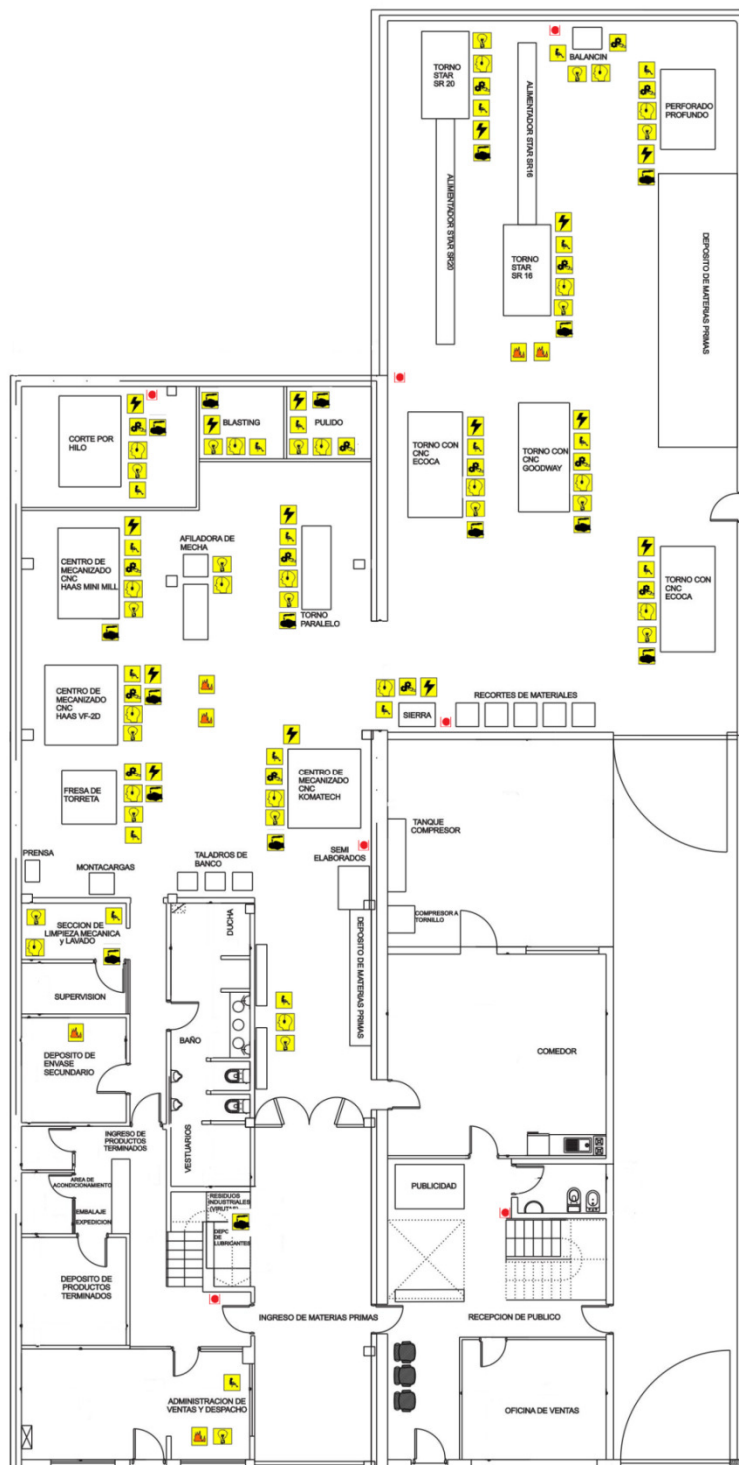 TORNO
STAR
SR 20
ALIMENTADOR STAR SR20
ALIMENTADOR STAR SR16
TORNO
STAR
SR 16
BALANCIN
PERFORADO
PROFUNDO
DEPOSITO DE MATERIAS PRIMAS
CORTE POR
HILO
BLASTING
PULIDO
TORNO CON
CNC
ECOCA
TORNO CON
CNC
GOODWAY
CENTRO DE
MECANIZADO
CNC
HAAS MINI MILL
AFILADORA DE
MECHA
TORNO
PARALELO
TORNO CON
CNC
ECOCA
CENTRO DE
MECANIZADO
CNC
HAAS VF-2D
SIERRA
RECORTES DE MATERIALES
FRESA DE
TORRETA
CENTRO DE
MECANIZADO
CNC
KOMATECH
TANQUE
COMPRESOR
PRENSA
MONTACARGAS
TALADROS DE
BANCO
SEMI
ELABORADOS
COMPRESOR A
TORNILLO
SECCION DE
LIMPIEZA MECANICA
y LAVADO
DUCHA
DEPOSITO DE MATERIAS PRIMAS
SUPERVISION
DEPOSITO DE
ENVASE
SECUNDARIO
BAÑO
COMEDOR
INGRESO DE
PRODUCTOS
TERMINADOS
VESTUARIOS
AREA DE
ACONDICIONAMIENTO
EMBALAJE
EXPEDICION
RESIDUOS
INDUSTRIALES
DE
LUBRICANTES
PUBLICIDAD
DEPOSITO DE
PRODUCTOS
TERMINADOS
INGRESO DE MATERIAS PRIMAS
RECEPCION DE PUBLICO
ADMINISTRACION DE
VENTAS Y DESPACHO
OFICINA DE VENTAS